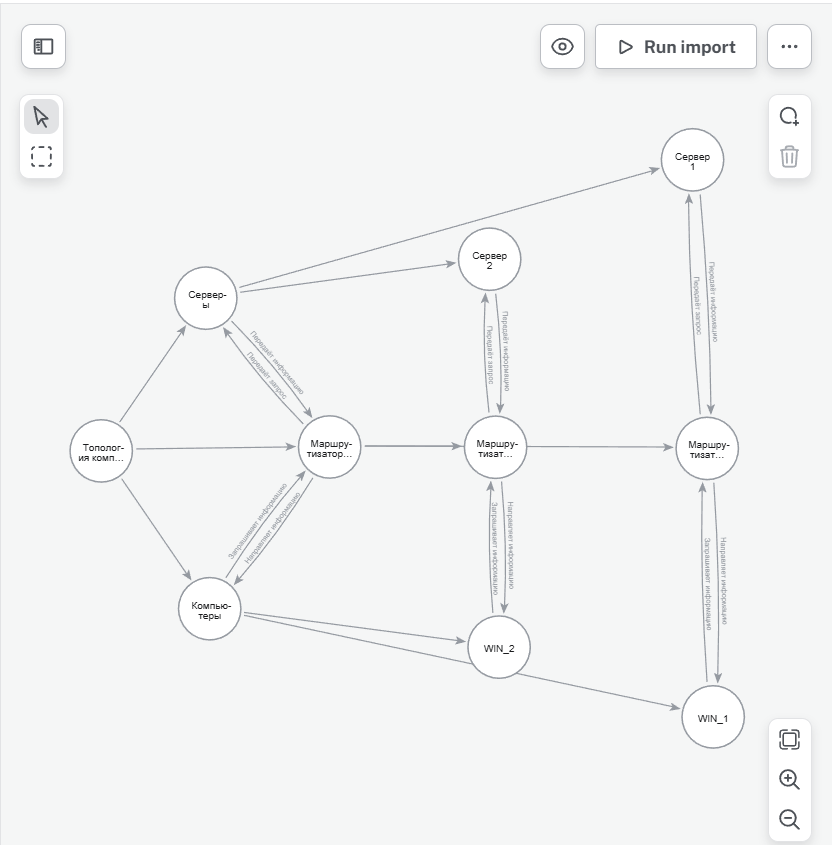 Run import
Сервер
1
Сервер
2
Сервер-
ы
Передаёт информацию
Передаёт запрос
Передаёт запрос
Передаёт информацию
Передаёт информацию
Передаёт запрос
Тополог-
ия комп...
Маршру-
тизатор...
Маршру-
тизат...
Маршру-
тизат...
Запрашивает информацию
Направляет информацию
Запрашивает информацию
Направляет информацию
Запрашивает информацию
Направляет информацию
Компью-
теры
WIN_2
WIN_1